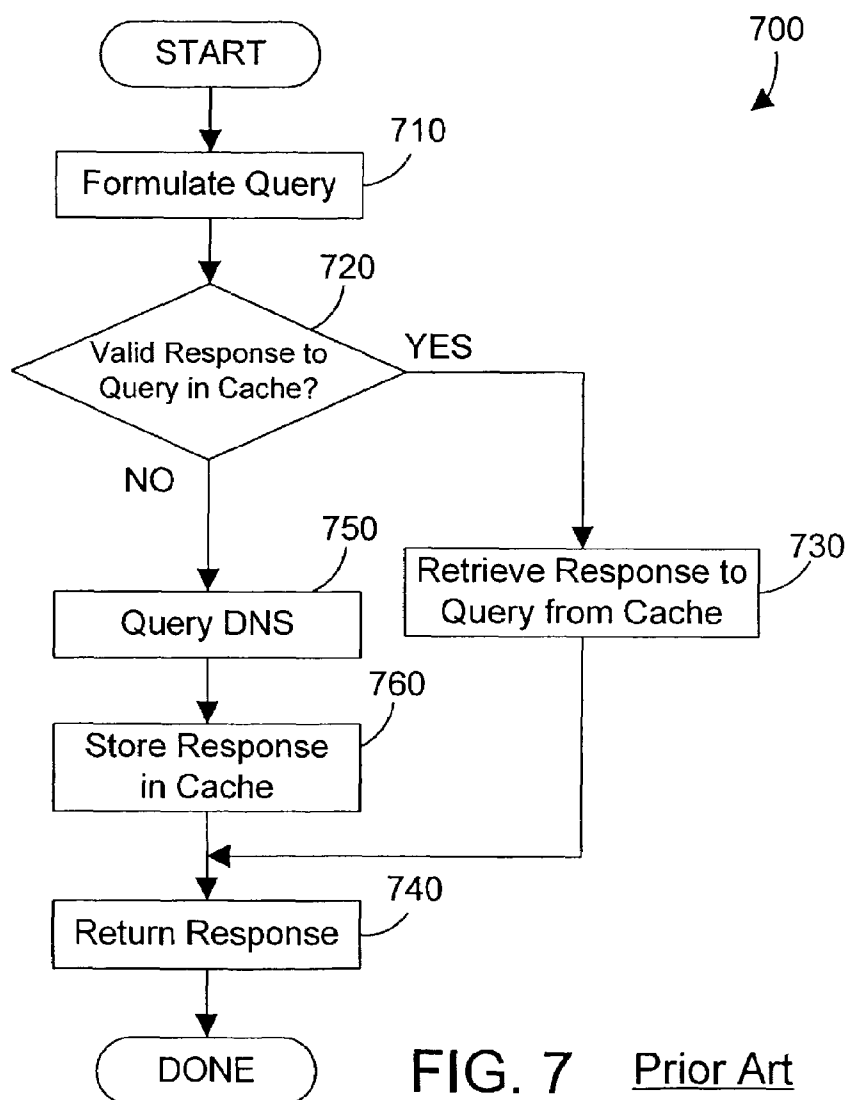 START
700
710
Formulate Query
720
Valid Response to
Query in Cache?
YES
NO
750
Query DNS
730
Retrieve Response to
Query from Cache
760
Store Response
in Cache
740
Return Response
DONE
FIG. 7 Prior Art